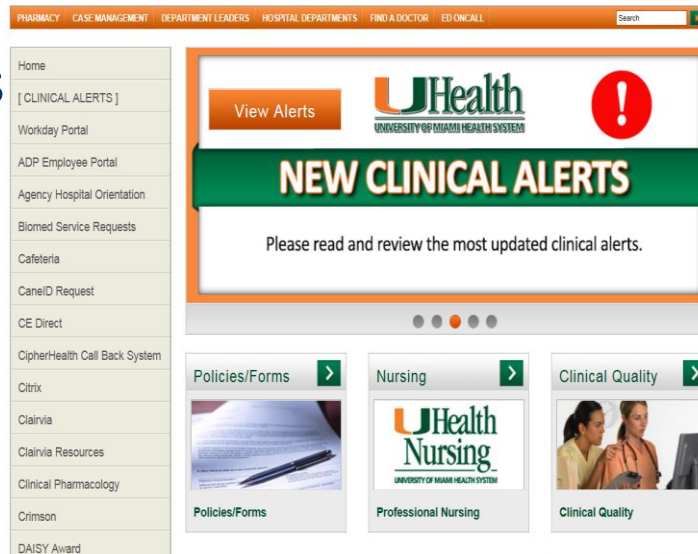 PHARMACY CASE MANAGEMENT DEPARTMENT LEADERS HOSPITAL DEPARTMENTS FIND A DOCTOR ED ONCALL
Search
Home
[ CLINICAL ALERTS ]
Workday Portal
ADP Employee Portal
Agency Hospital Orientation
Biomed Service Requests
Cafeteria
CaneID Request
CE Direct
CipherHealth Call Back System
Citrix
Clairvia
Clairvia Resources
Clinical Pharmacology
Crimson
DAISY Award
View Alerts
UHealth
UNIVERSITY OF MIAMI HEALTH SYSTEM
!
NEW CLINICAL ALERTS
Please read and review the most updated clinical alerts.
Policies/Forms
Policies/Forms
Nursing
UHealth
Nursing
UNIVERSITY OF MIAMI HEALTH SYSTEM
Professional Nursing
Clinical Quality
Clinical Quality